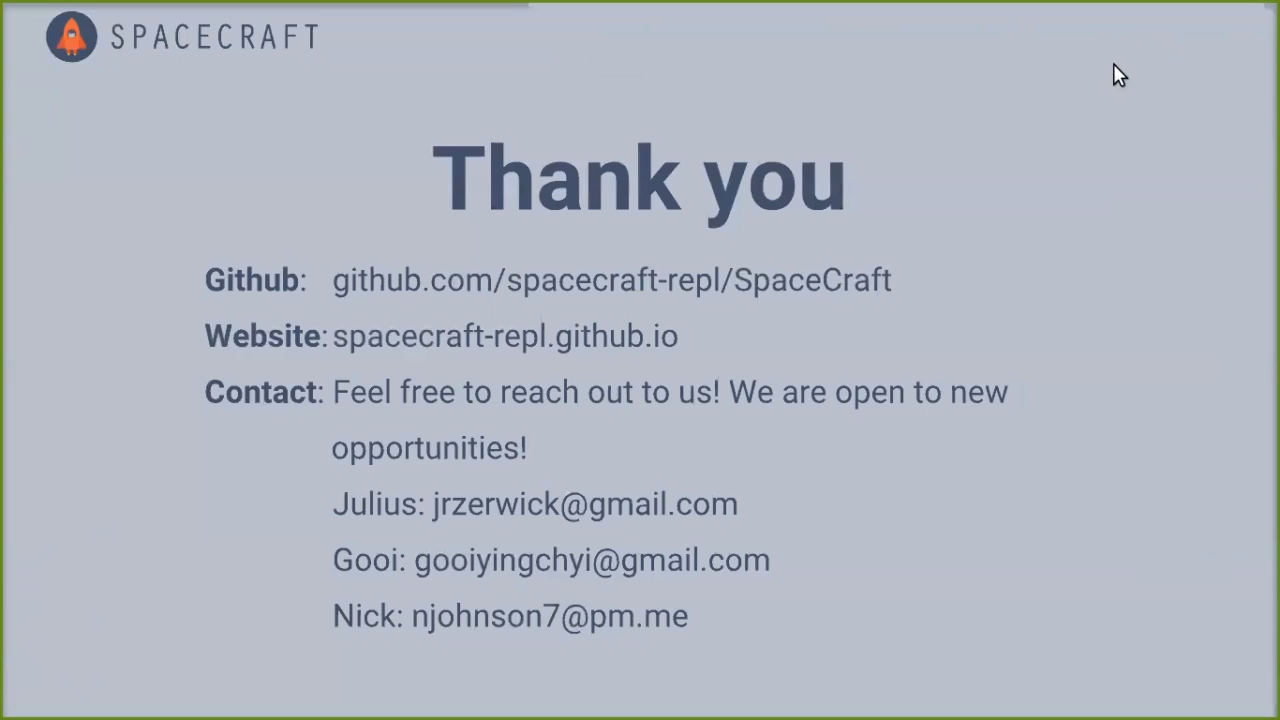 SPACECRAFT
Thank you
Github: github.com/spacecraft-repl/SpaceCraft
Website: spacecraft-repl.github.io
Contact: Feel free to reach out to us! We are open to new
opportunities!
Julius: jrzerwick@gmail.com
Gooi: gooiyingchyi@gmail.com
Nick: njohnson7@pm.me